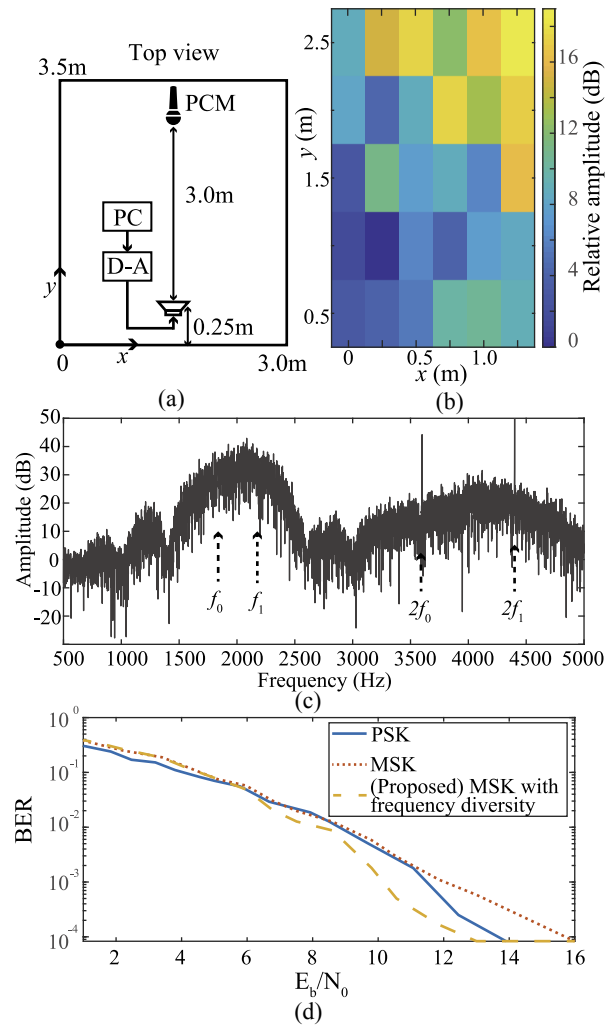 Top view
3.5m
PCM
3.0m
PC
D-A
0.25m
y
0
x
3.0m
(a)
2.5
1.5
0.5
y (m)
0
0.5
1.0
x (m)
16
12
8
4
0
Relative amplitude (dB)
(b)
50
40
30
20
10
0
-10
-20
Amplitude (dB)
f0
f1
2f0
2f1
500 1000 1500 2000 2500 3000 3500 4000 4500 5000
Frequency (Hz)
(c)
10^0
10^-1
10^-2
10^-3
10^-4
BER
PSK
MSK
(Proposed) MSK with
frequency diversity
2 4 6 8 10 12 14 16
Eb/N0
(d)